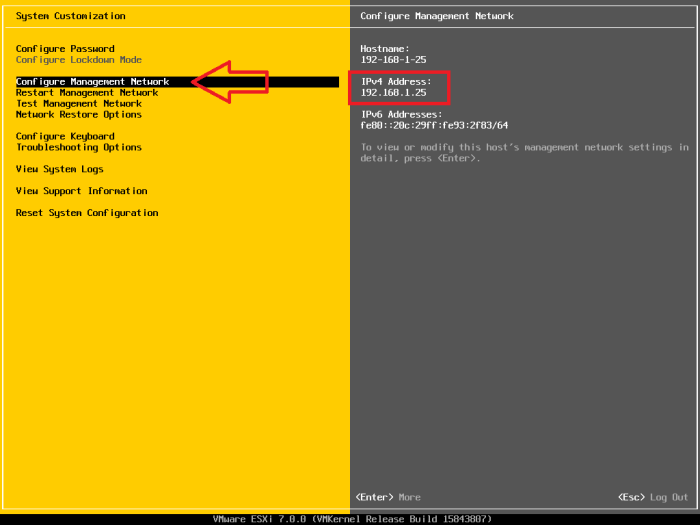 System Customization
Configure Password
Configure Lockdown Mode
Configure Management Network
Restart Management Network
Test Management Network
Network Restore Options
Configure Keyboard
Troubleshooting Options
View System Logs
View Support Information
Reset System Configuration
Configure Management Network
Hostname:
192-168-1-25
IPv4 Address:
192.168.1.25
IPv6 Addresses:
fe80::20c:29ff:fe93:2f83/64
To view or modify this host's management network settings in
detail, press <Enter>.
<Enter> More
<Esc> Log Out
VMware ESXi 7.0.0 (VMKernel Release Build 15843807)